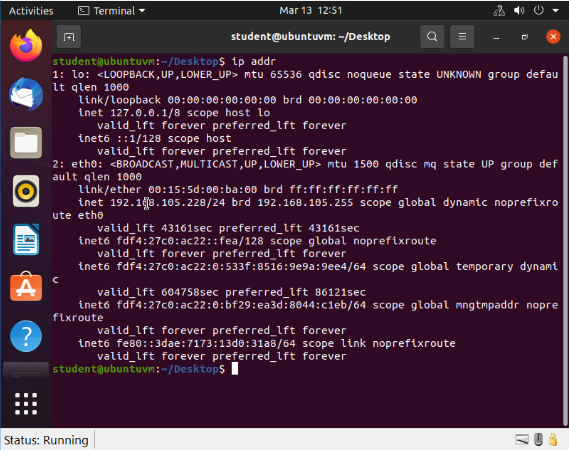 Activities
Terminal
Mar 13 12:51
student@ubuntuvm: ~/Desktop
student@ubuntuvm:~/Desktop$ ip addr
1: lo: <LOOPBACK,UP,LOWER_UP> mtu 65536 qdisc noqueue state UNKNOWN group defau
lt qlen 1000
    link/loopback 00:00:00:00:00:00 brd 00:00:00:00:00:00
    inet 127.0.0.1/8 scope host lo
       valid_lft forever preferred_lft forever
    inet6 ::1/128 scope host
       valid_lft forever preferred_lft forever
2: eth0: <BROADCAST,MULTICAST,UP,LOWER_UP> mtu 1500 qdisc mq state UP group def
ault qlen 1000
    link/ether 00:15:5d:00:ba:00 brd ff:ff:ff:ff:ff:ff
    inet 192.168.105.228/24 brd 192.168.105.255 scope global dynamic noprefixro
ute eth0
       valid_lft 43161sec preferred_lft 43161sec
    inet6 fdf4:27c0:ac22::fea/128 scope global noprefixroute
       valid_lft forever preferred_lft forever
    inet6 fdf4:27c0:ac22:0:533f:8516:9e9a:9ee4/64 scope global temporary dynami
c
       valid_lft 604758sec preferred_lft 86121sec
    inet6 fdf4:27c0:ac22:0:bf29:ea3d:8044:c1eb/64 scope global mngtmpaddr nopre
fixroute
       valid_lft forever preferred_lft forever
    inet6 fe80::3dae:7173:13d0:31a8/64 scope link noprefixroute
       valid_lft forever preferred_lft forever
student@ubuntuvm:~/Desktop$
Status: Running